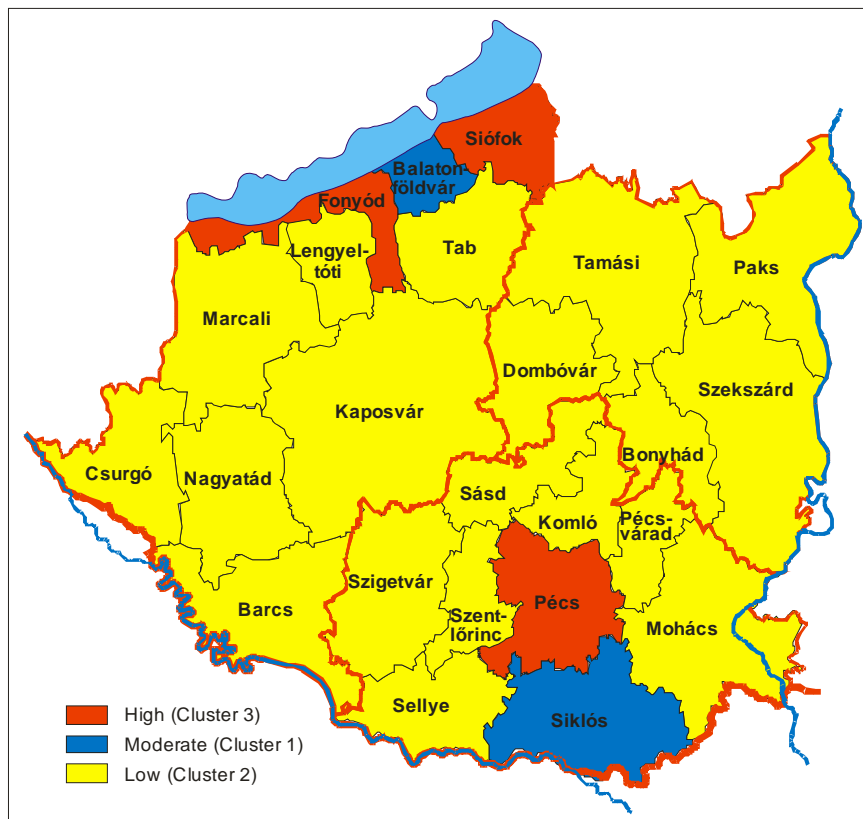 Siófok
Balaton-
földvár
Fonyód
Lengyel-
tóti
Tab
Tamási
Paks
Marcali
Dombóvár
Szekszárd
Kaposvár
Csurgó
Nagyatád
Bonyhád
Sásd
Komló
Pécs-
várad
Szigetvár
Barcs
Szent-
lőrinc
Pécs
Mohács
Sellye
Siklós
High (Cluster 3)
Moderate (Cluster 1)
Low (Cluster 2)